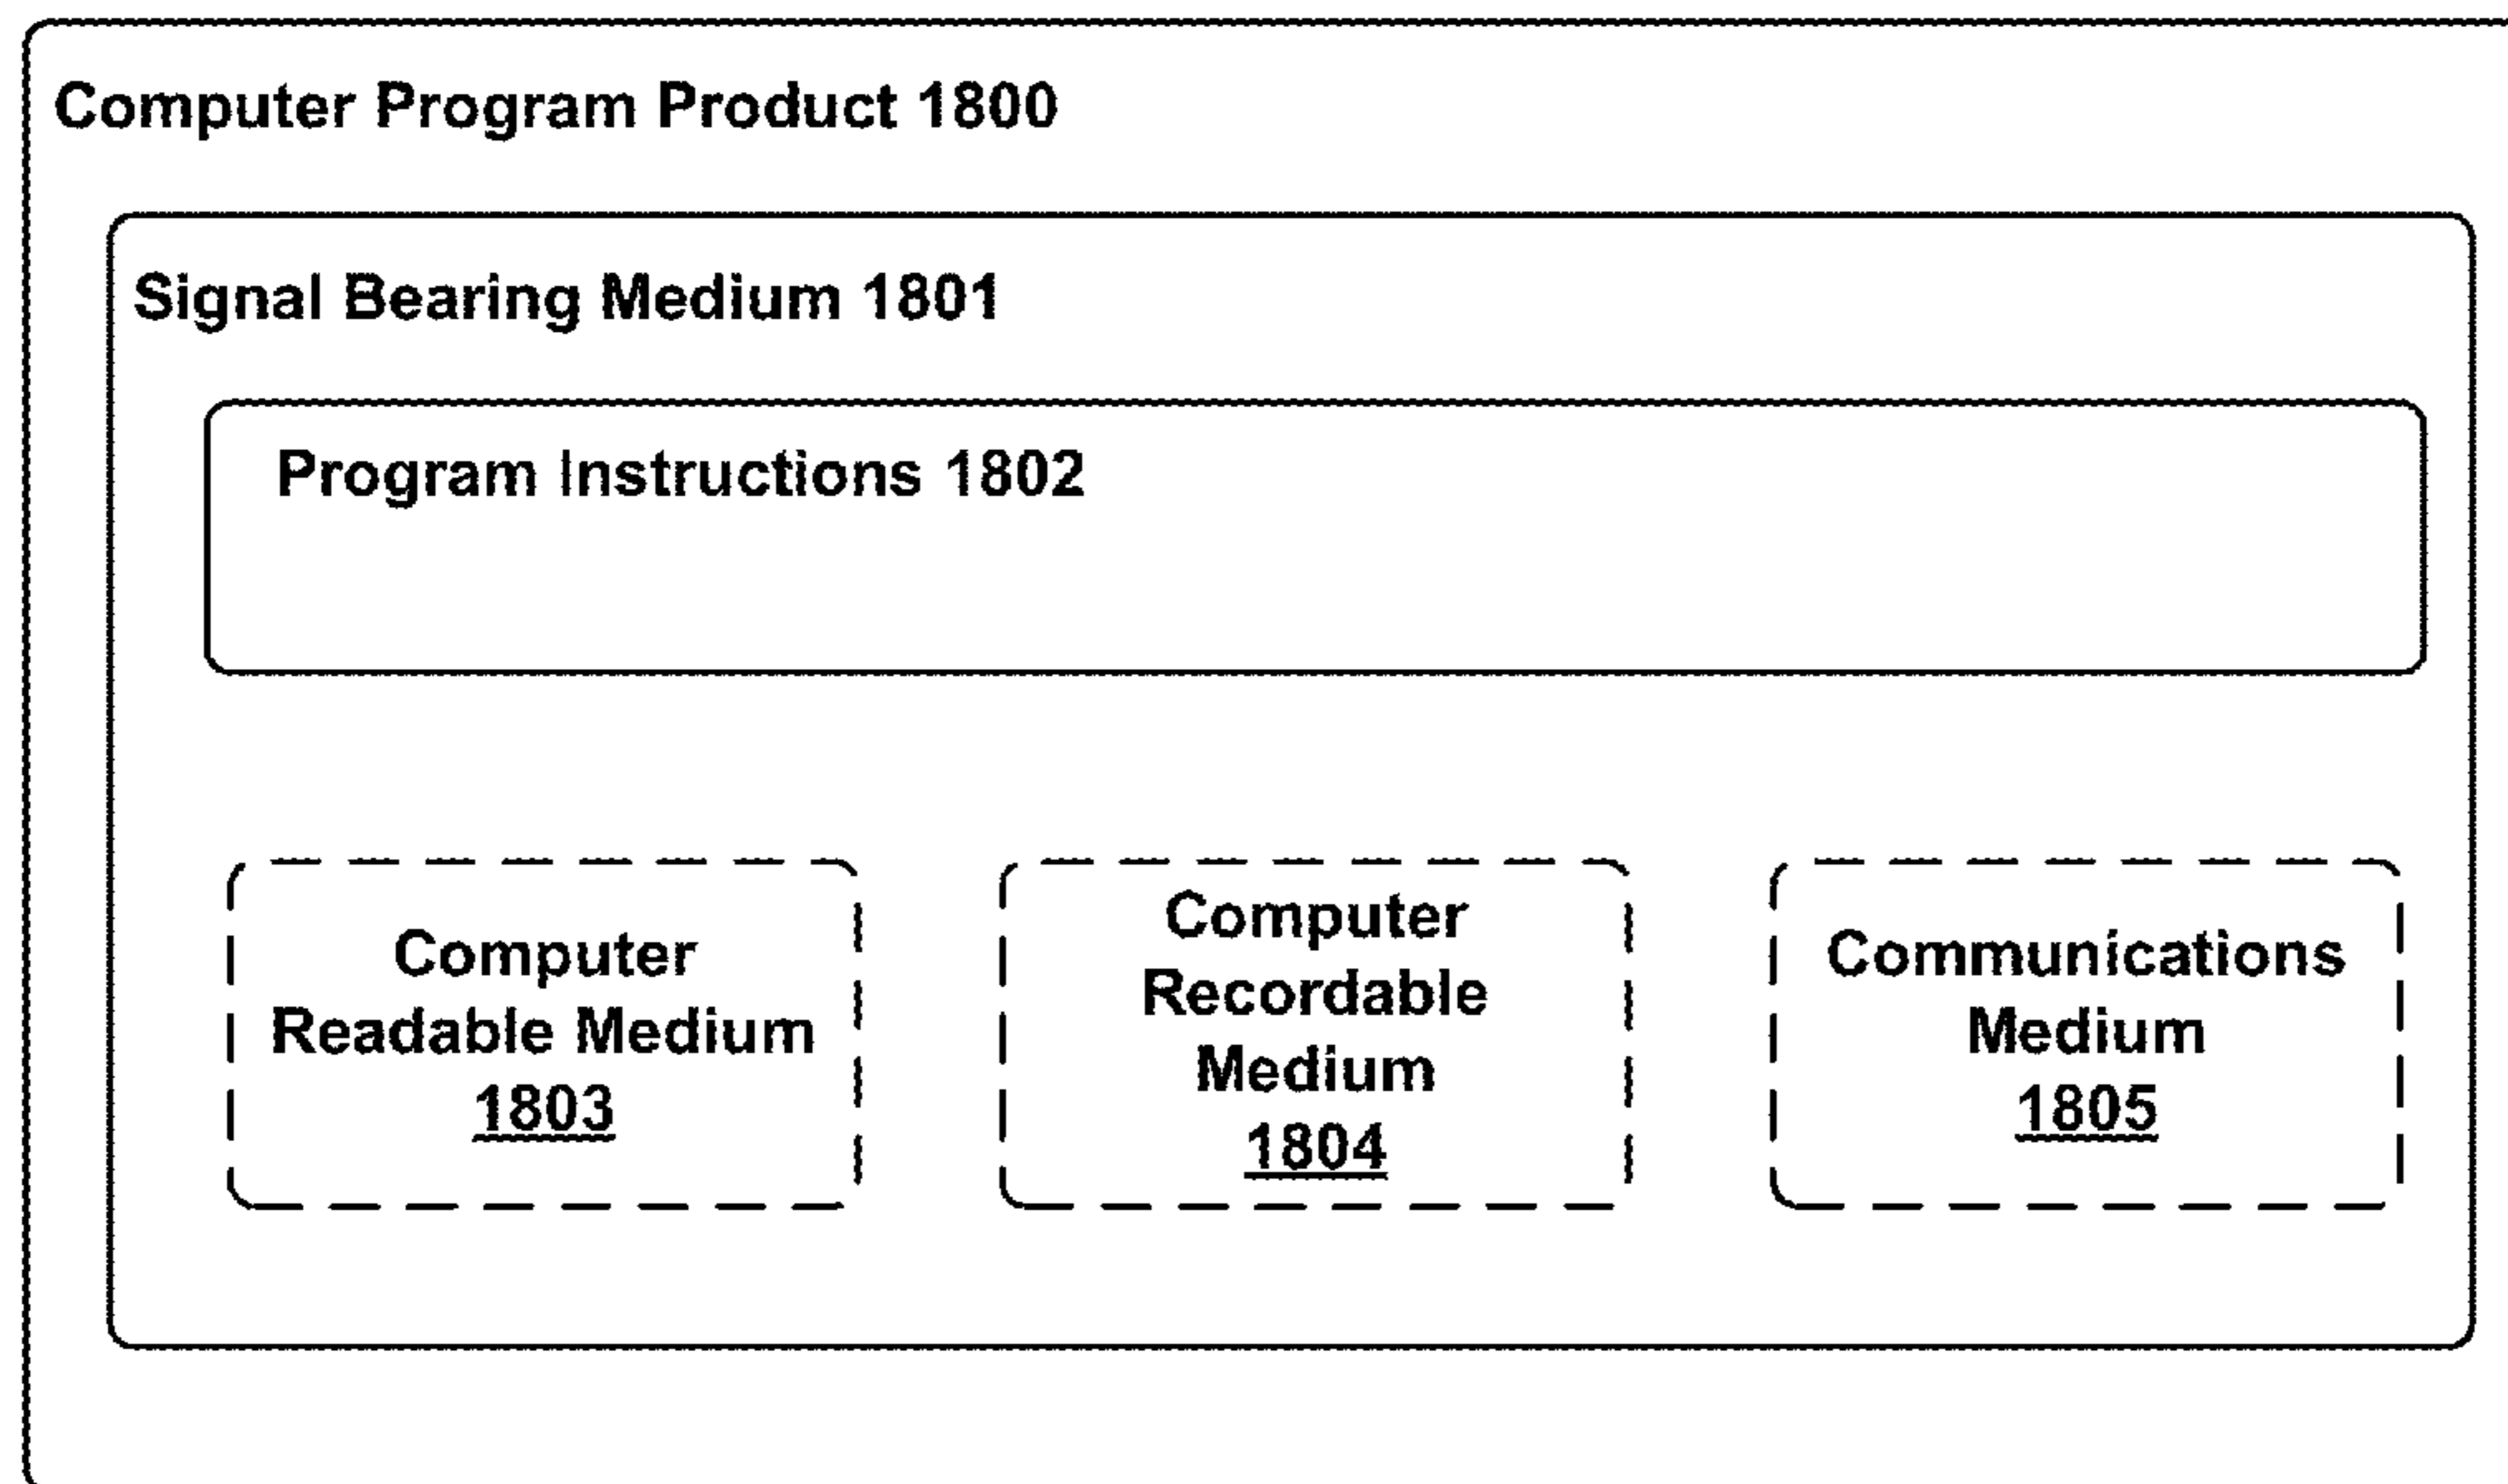 Computer Program Product 1800
Signal Bearing Medium 1801
Program Instructions 1802
Computer
Readable Medium
1803
Computer
Recordable
Medium
1804
Communications
Medium
1805